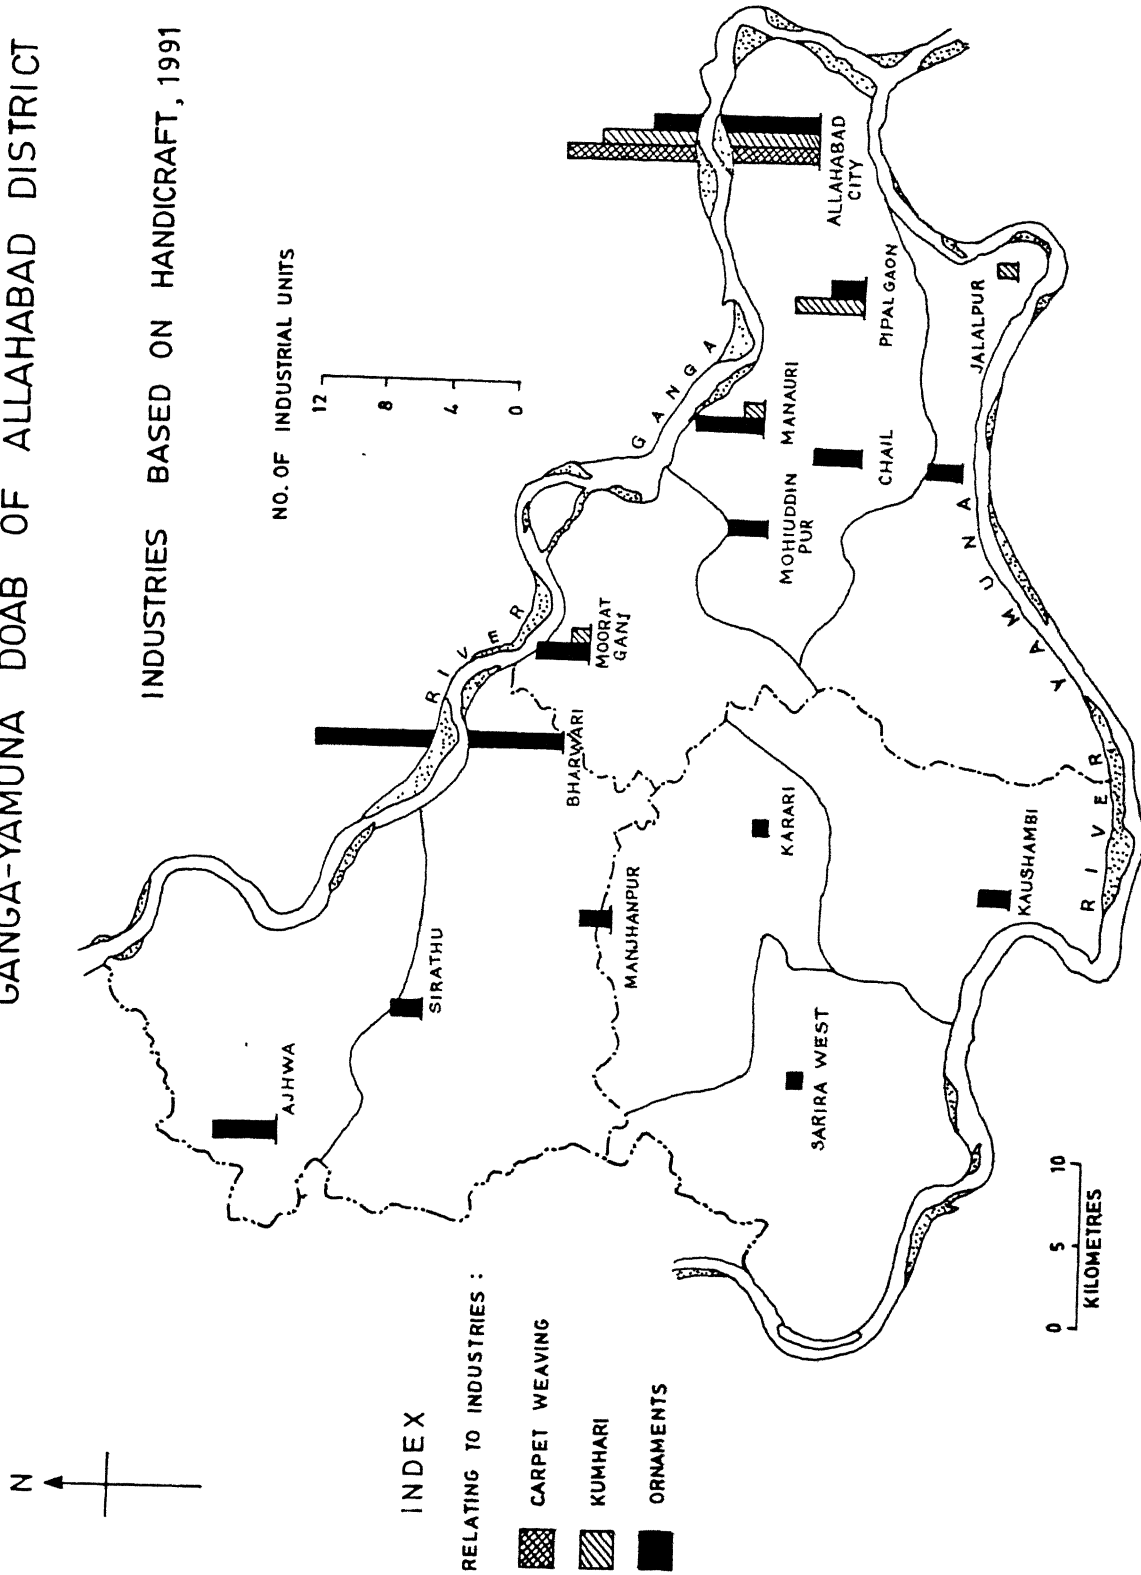 GANGA-YAMUNA DOAB OF ALLAHABAD DISTRICT
INDUSTRIES BASED ON HANDICRAFT, 1991
N
NO. OF INDUSTRIAL UNITS
12
8
4
0
RIVER GANGA
AJHWA
SIRATHU
BHARWARI
MOORAT
GANJ
MANJHANPUR
KARARI
SARIRA WEST
KAUSHAMBI
MOHIUDDIN
PUR
MANAURI
CHAIL
PIPALGAON
ALLAHABAD
CITY
JALALPUR
RIVER YAMUNA
INDEX
RELATING TO INDUSTRIES :
CARPET WEAVING
KUMHARI
ORNAMENTS
0 5 10
KILOMETRES